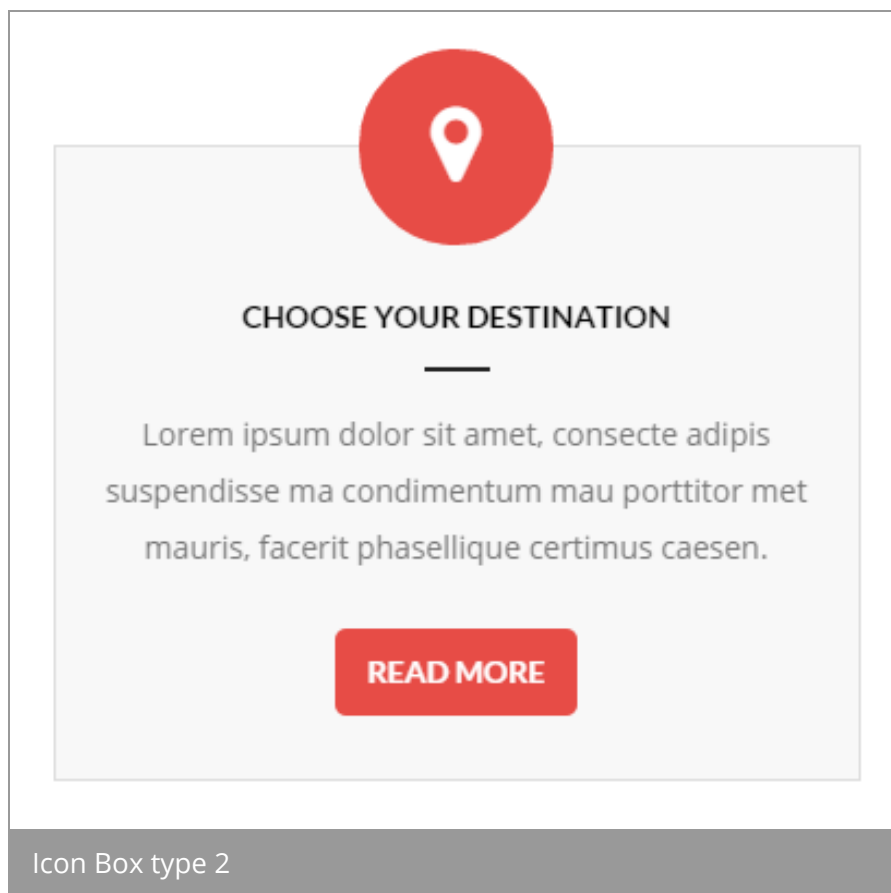 CHOOSE YOUR DESTINATION
Lorem ipsum dolor sit amet, consecte adipis
suspendisse ma condimentum mau porttitor met
mauris, facerit phasellique certimus caesen.
READ MORE
Icon Box type 2